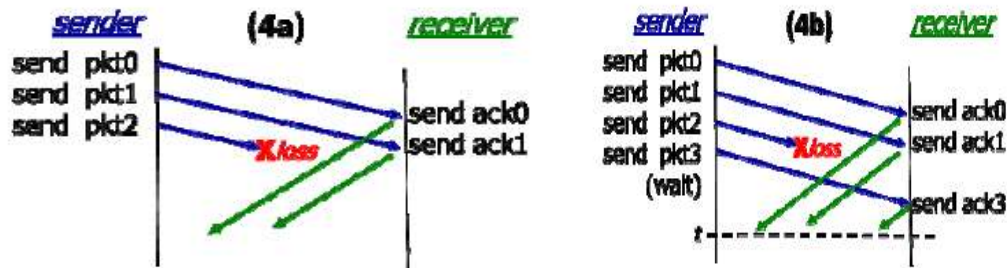 sender (4a) receiver
send pkt0
send pkt1
send pkt2
send ack0
send ack1
X loss
sender (4b) receiver
send pkt0
send pkt1
send pkt2
send pkt3
(wait)
send ack0
send ack1
X loss
send ack3
t